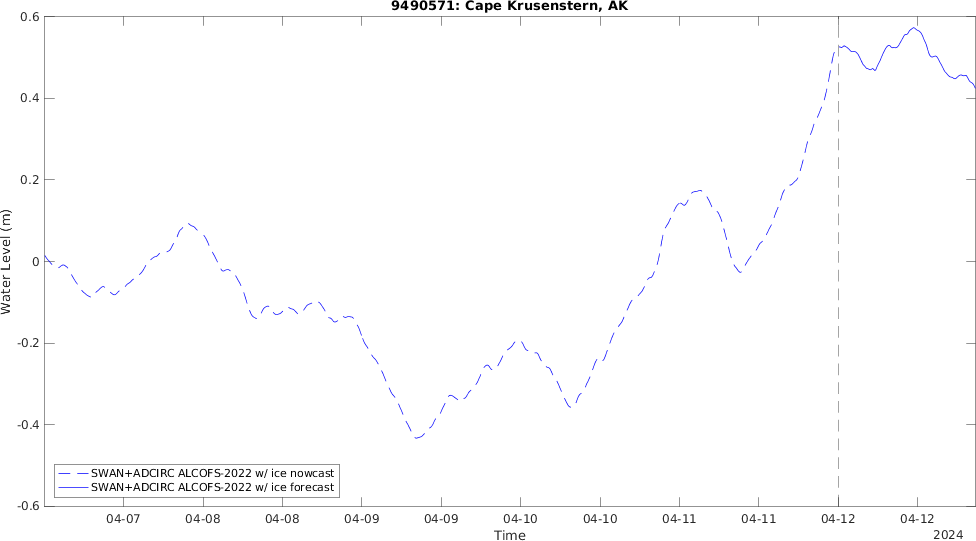 9490571: Cape Krusenstern, AK
0.6
0.4
0.2
0
-0.2
-0.4
-0.6
Water Level (m)
SWAN+ADCIRC ALCOFS-2022 w/ ice nowcast
SWAN+ADCIRC ALCOFS-2022 w/ ice forecast
04-07 04-08 04-08 04-09 04-09 04-10 04-10 04-11 04-11 04-12 04-12
Time
2024